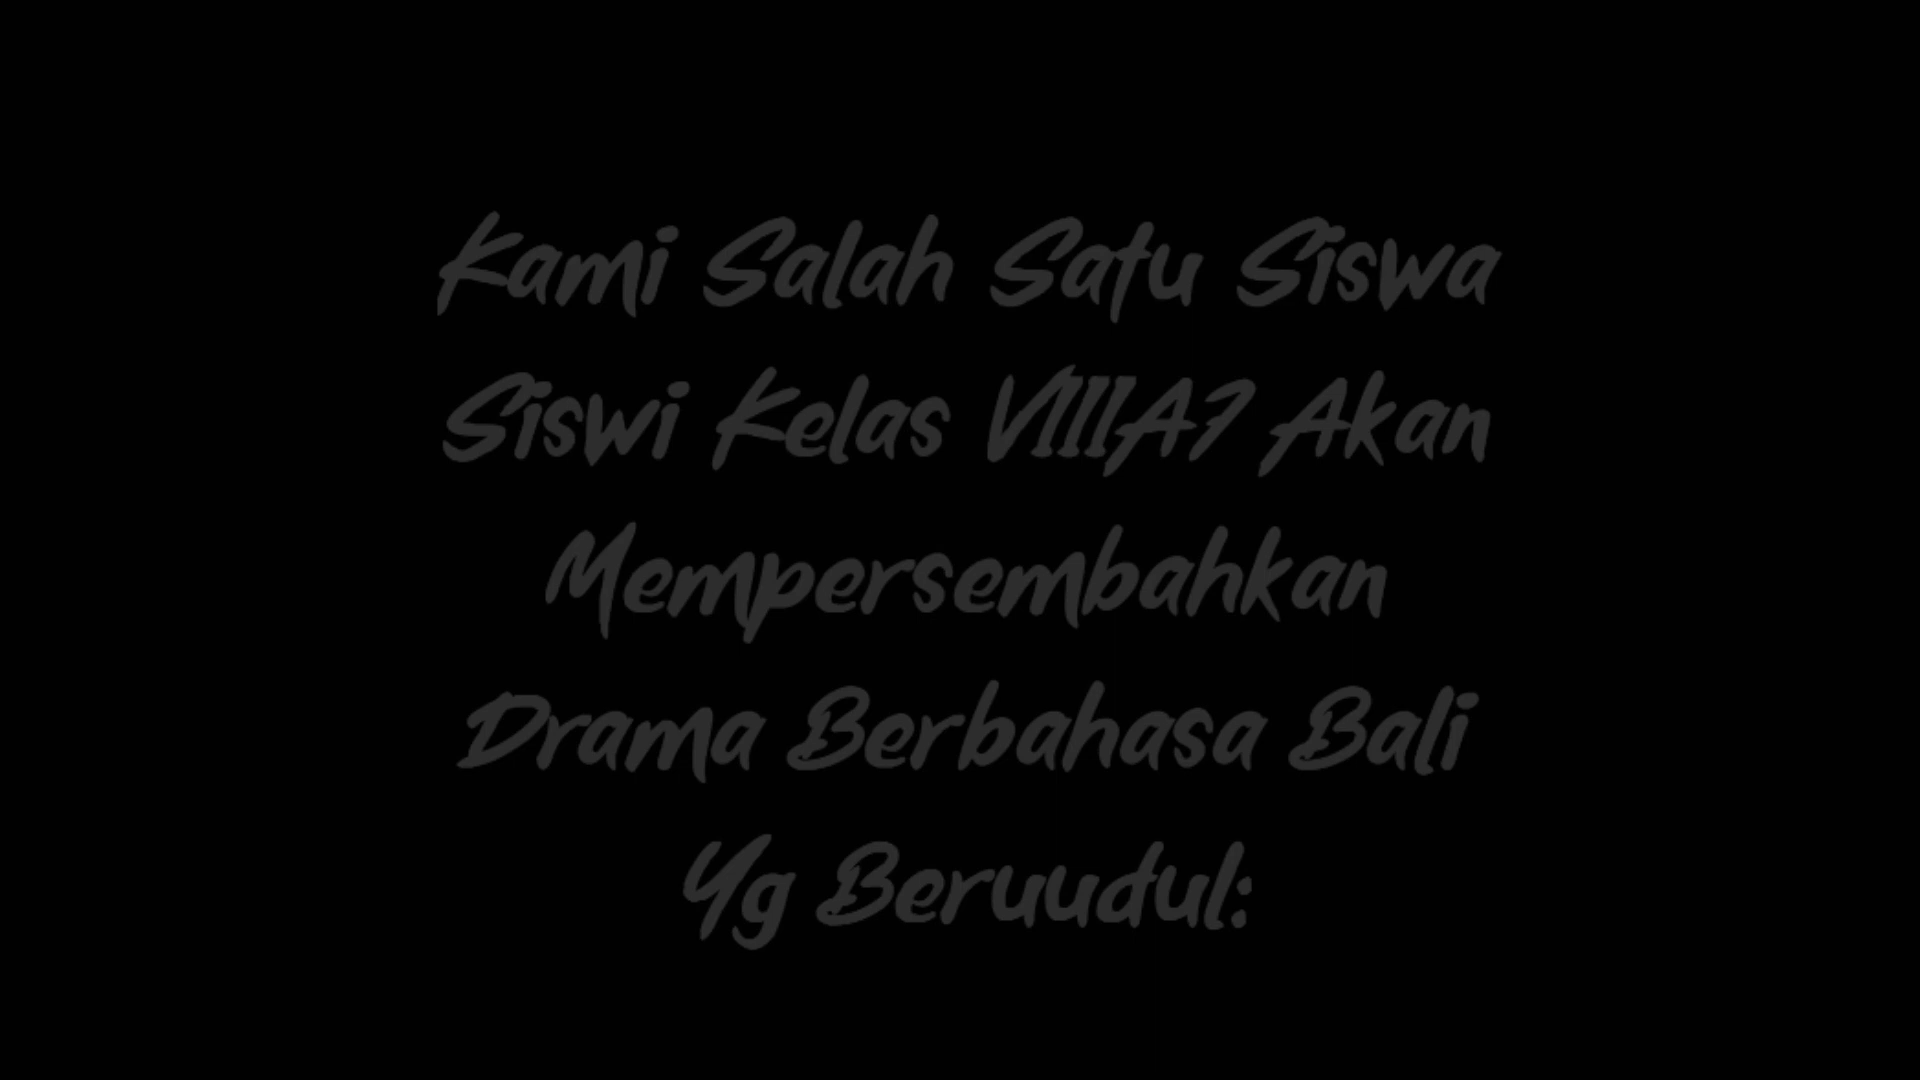 Kami Salah Satu Siswa
Siswi Kelas VIIIA7 Akan
Mempersembahkan
Drama Berbahasa Bali
Yg Beruudul: